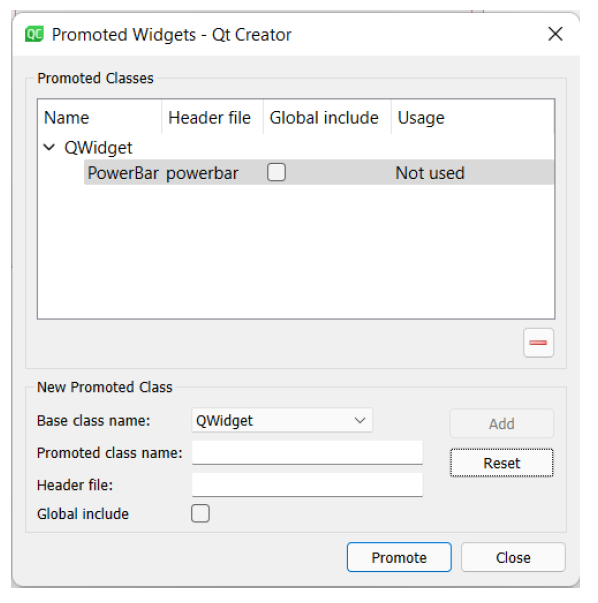 QC Promoted Widgets - Qt Creator
Promoted Classes
Name Header file Global include Usage
QWidget
PowerBar powerbar Not used
New Promoted Class
Base class name: QWidget Add
Promoted class name:
Reset
Header file:
Global include
Promote Close